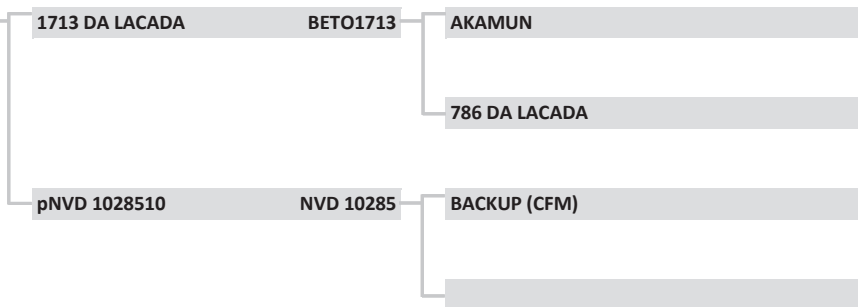 1713 DA LACADA BETO1713 AKAMUN
786 DA LACADA
pNVD 1028510 NVD 10285 BACKUP (CFM)